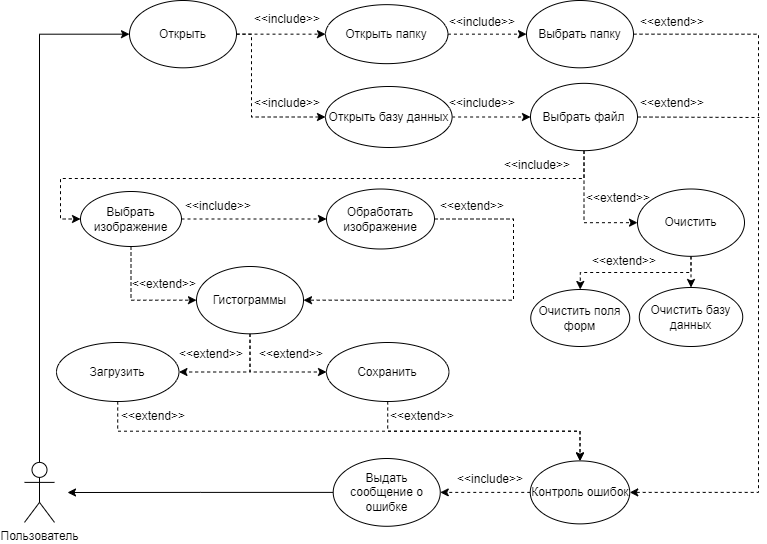 <<include>>
<<include>>
<<extend>>
Открыть
Открыть папку
Выбрать папку
<<include>>
<<include>>
<<extend>>
Открыть базу данных
Выбрать файл
<<include>>
<<include>>
<<extend>>
<<extend>>
Выбрать
изображение
Обработать
изображение
Очистить
<<extend>>
<<extend>>
Гистограммы
Очистить поля
форм
Очистить базу
данных
<<extend>>
<<extend>>
Загрузить
Сохранить
<<extend>>
<<extend>>
Выдать
сообщение о
ошибке
<<include>>
Контроль ошибок
Пользователь